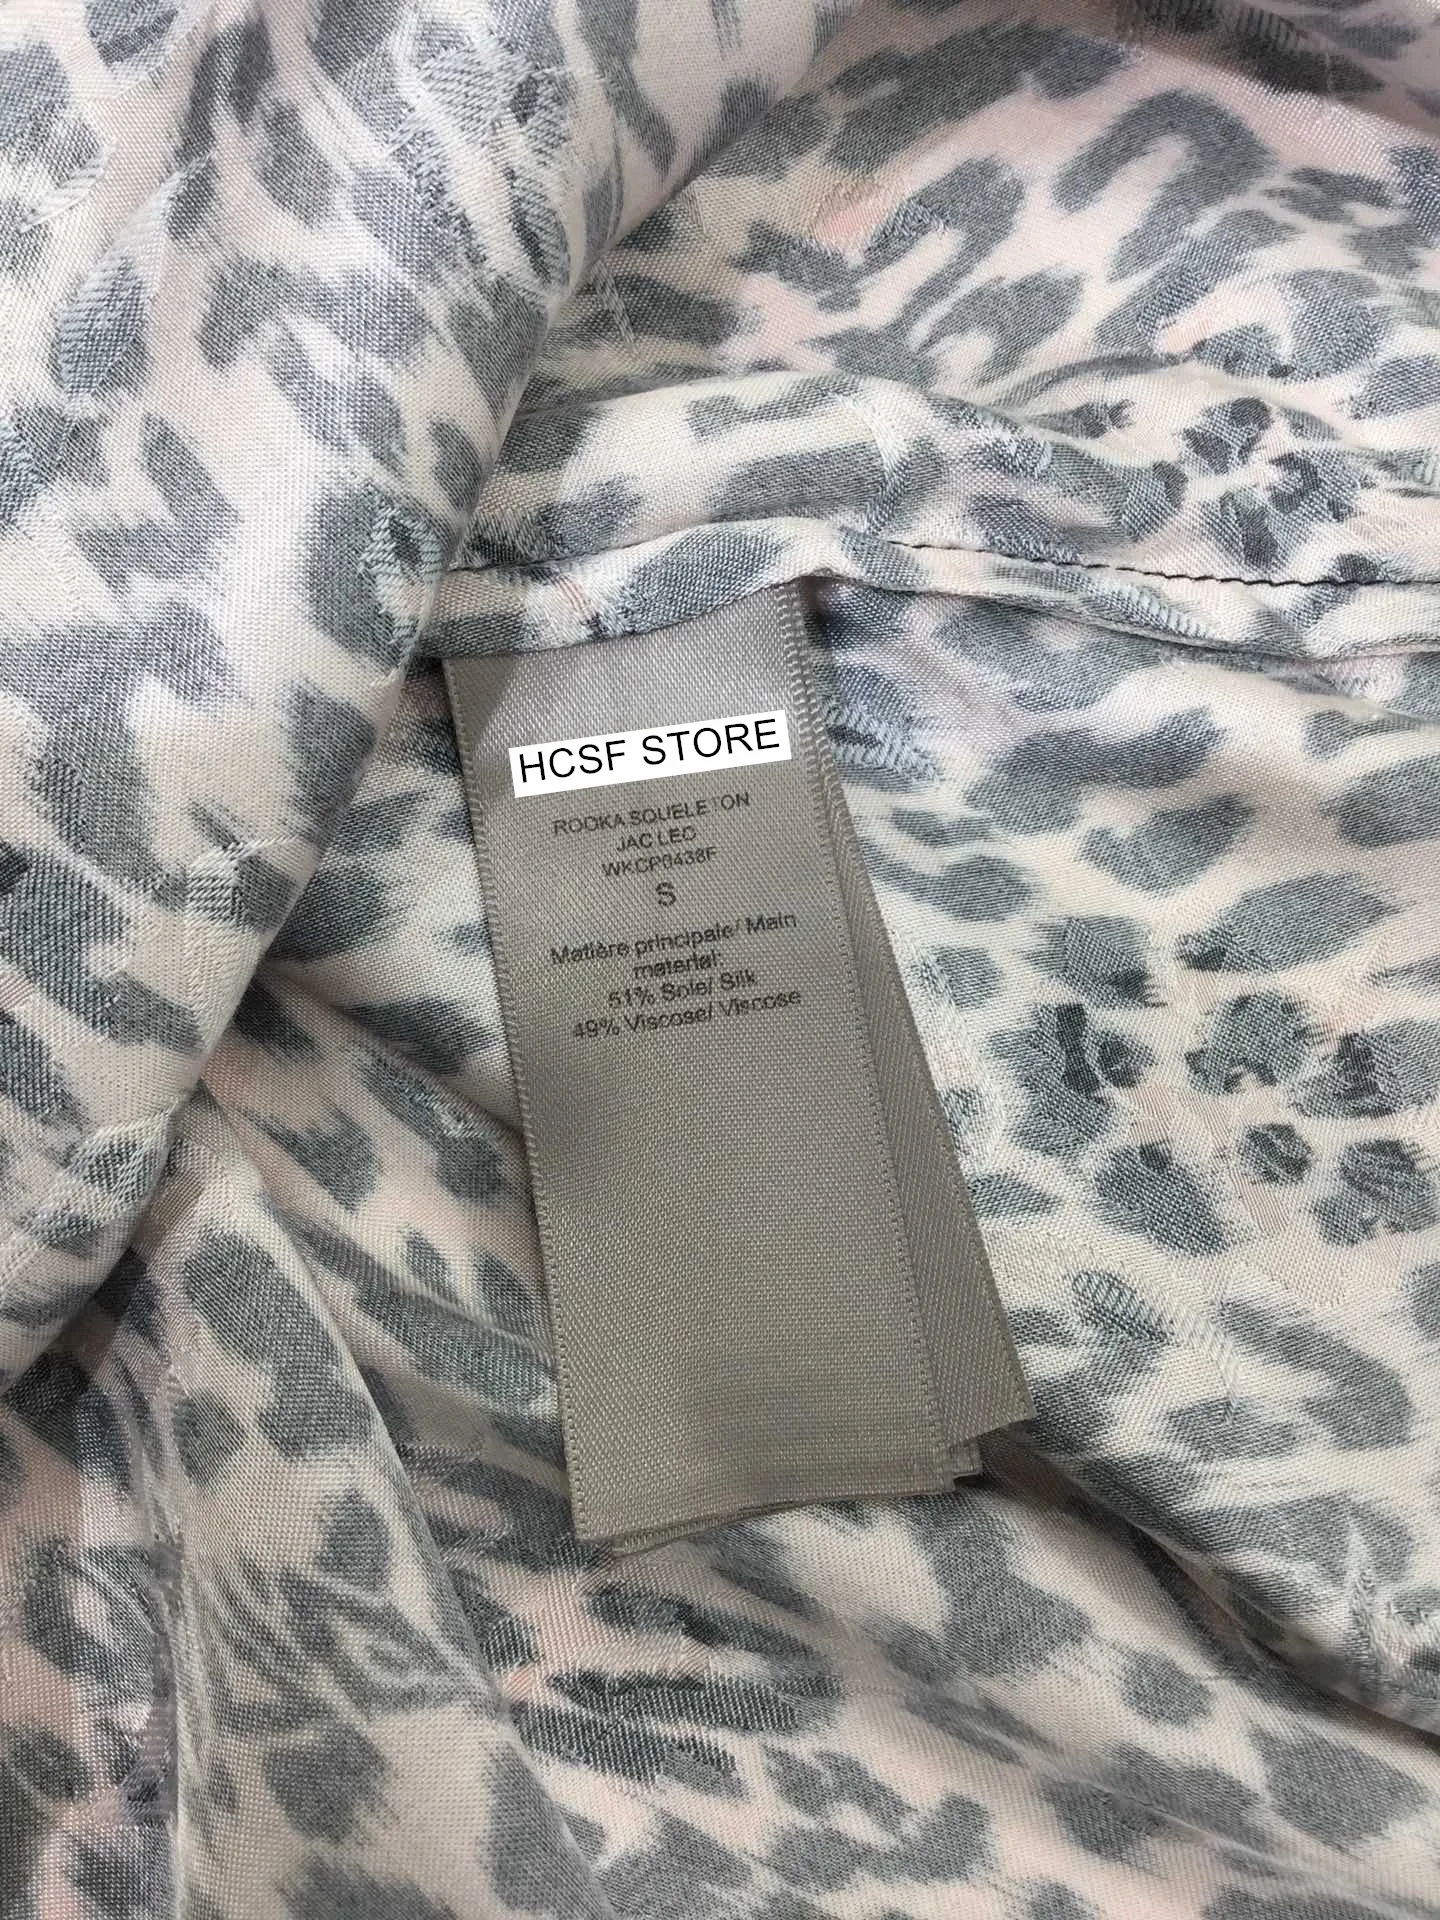 HCSF STORE
ROOKA SQUELETON
JAC LEO
WKCP0438F
S
Matière principale/ Main
material:
51% Soie/ Silk
49% Viscose/ Viscose